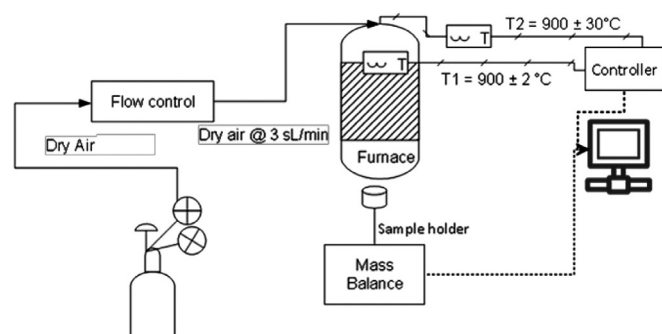 T2 = 900 ± 30°C
T
T
T1 = 900 ± 2 °C
Controller
Flow control
Dry air @ 3 sL/min
Dry Air
Furnace
Sample holder
Mass
Balance